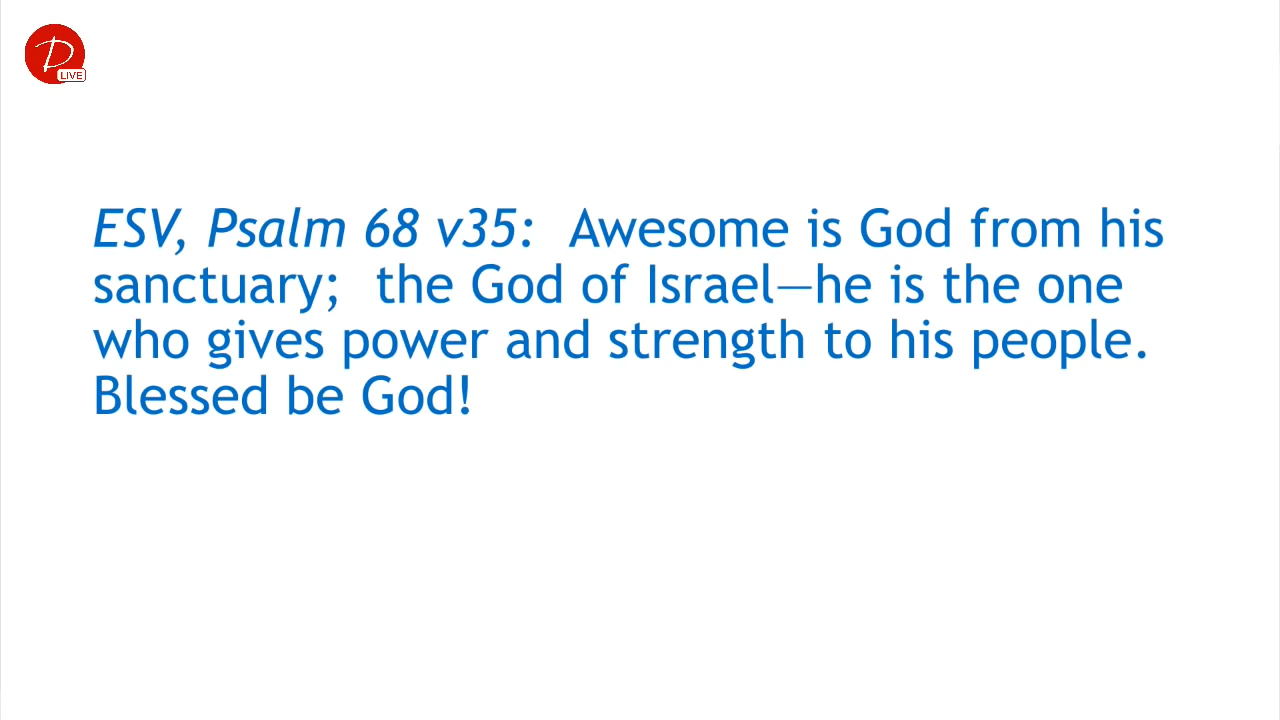 D
LIVE
ESV, Psalm 68 v35:  Awesome is God from his
sanctuary;  the God of Israel—he is the one
who gives power and strength to his people.
Blessed be God!